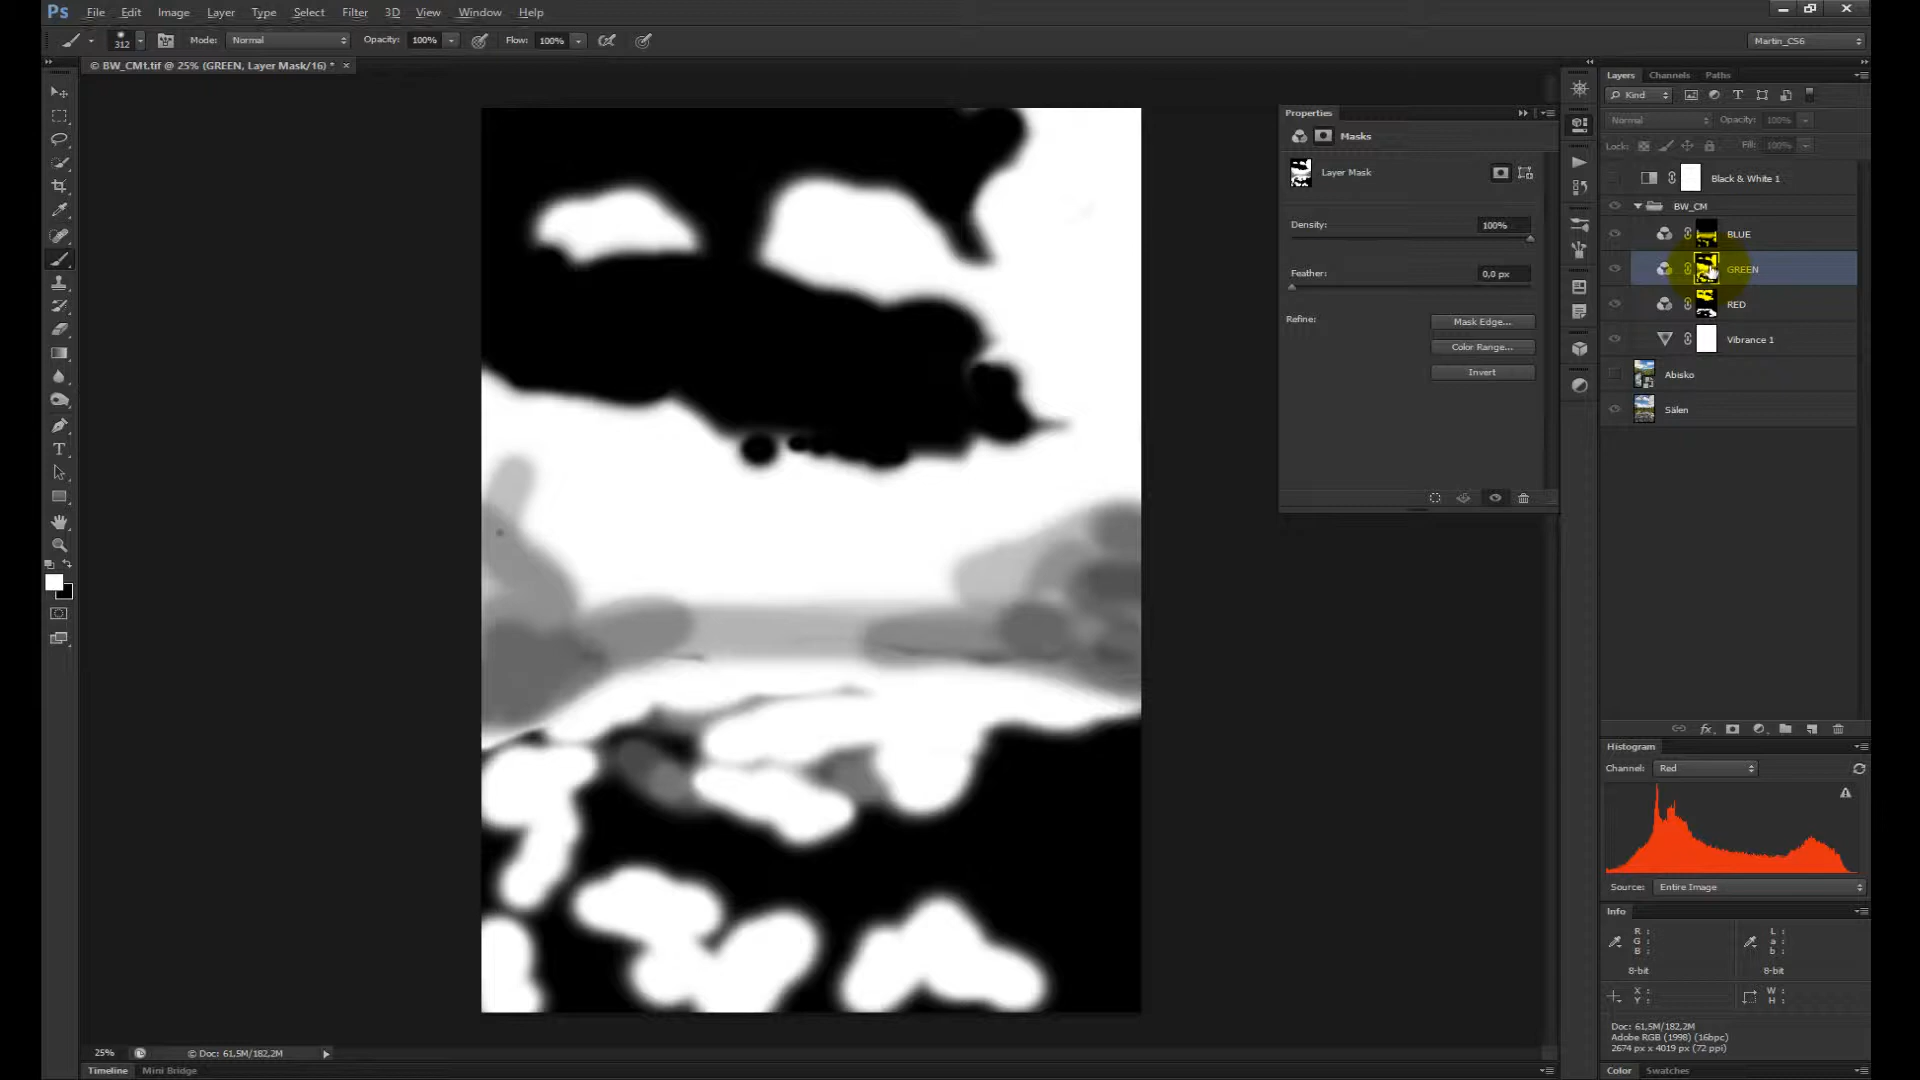 Ps File Edit Image Layer Type Select Filter 3D View Window Help
312 Mode: Normal Opacity: 100% Flow: 100% Martin_CS6
© BW_CMt.tif @ 25% (GREEN, Layer Mask/16) * ×
Layers Channels Paths
Kind T
Normal Opacity: 100%
Lock: Fill: 100%
Black & White 1
BW_CM
BLUE
GREEN
RED
Vibrance 1
Abisko
Sälen
Properties
Masks
Layer Mask
Density: 100%
Feather: 0,0 px
Refine: Mask Edge...
Color Range...
Invert
fx
Histogram
Channel: Red
Source: Entire Image
Info
R : L :
G : a :
B : b :
8-bit 8-bit
X : W :
Y : H :
Doc: 61,5M/182,2M
Adobe RGB (1998) (16bpc)
2674 px x 4019 px (72 ppi)
Color Swatches
25% © Doc: 61,5M/182,2M
Timeline Mini Bridge